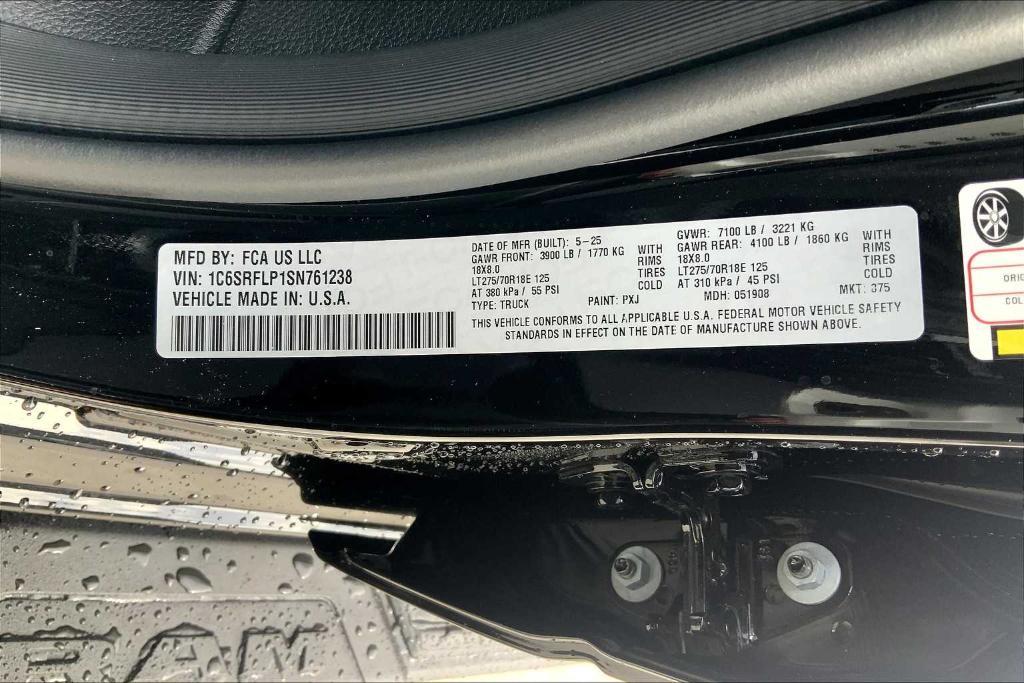 MFD BY: FCA US LLC
VIN: 1C6SRFLP1SN761238
VEHICLE MADE IN: U.S.A.
DATE OF MFR (BUILT): 5-25
GAWR FRONT: 3900 LB / 1770 KG WITH
18X8.0 RIMS
LT275/70R18E 125 TIRES
AT 380 kPa / 55 PSI COLD
TYPE: TRUCK PAINT: PXJ
GVWR: 7100 LB / 3221 KG
GAWR REAR: 4100 LB / 1860 KG WITH
18X8.0 RIMS
LT275/70R18E 125 TIRES
AT 310 kPa / 45 PSI COLD
MDH: 051908 MKT: 375
THIS VEHICLE CONFORMS TO ALL APPLICABLE U.S.A. FEDERAL MOTOR VEHICLE SAFETY
STANDARDS IN EFFECT ON THE DATE OF MANUFACTURE SHOWN ABOVE.
RAM